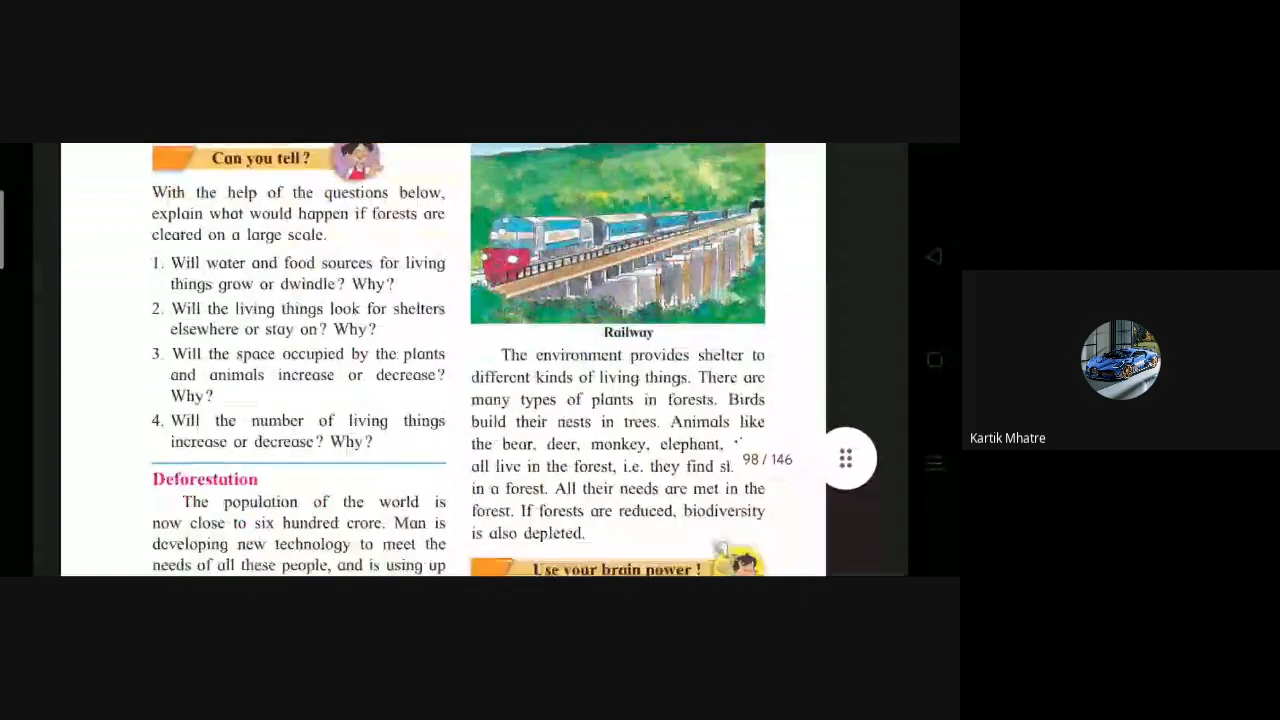 Can you tell?
With the help of the questions below,
explain what would happen if forests are
cleared on a large scale.
1. Will water and food sources for living
things grow or dwindle? Why?
2. Will the living things look for shelters
elsewhere or stay on? Why?
3. Will the space occupied by the plants
and animals increase or decrease?
Why?
4. Will the number of living things
increase or decrease? Why?
Deforestation
The population of the world is
now close to six hundred crore. Man is
developing new technology to meet the
needs of all these people, and is using up
Railway
The environment provides shelter to
different kinds of living things. There are
many types of plants in forests. Birds
build their nests in trees. Animals like
the bear, deer, monkey, elephant,
all live in the forest, i.e. they find
in a forest. All their needs are met in the
forest. If forests are reduced, biodiversity
is also depleted.
Use your brain power !
98 / 146
Kartik Mhatre